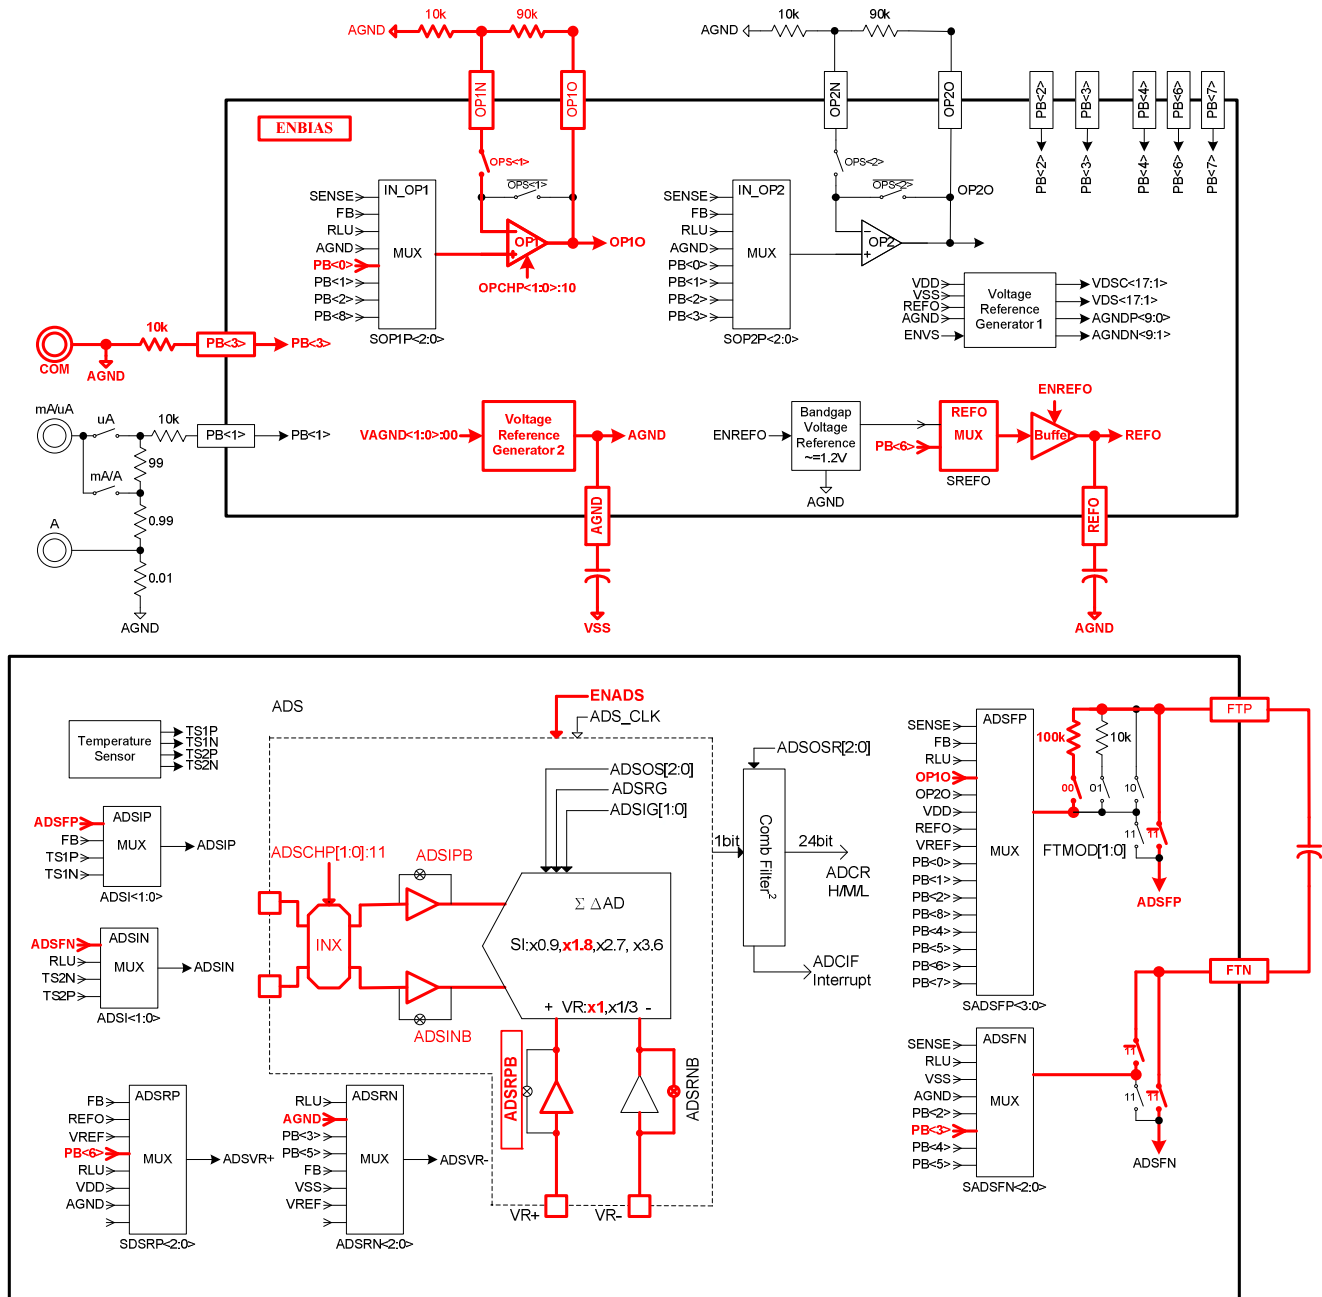 10k
90k
AGND
OP1N
OP1O
10k
90k
AGND
OP2N
OP2O
PB<2>
PB<3>
PB<4>
PB<6>
PB<7>
PB<2>
PB<3>
PB<4>
PB<6>
PB<7>
ENBIAS
OPS<1>
OPS<1>
IN_OP1
SENSE
FB
RLU
AGND
PB<0>
PB<1>
PB<2>
PB<8>
MUX
SOP1P<2:0>
OP1
OP1O
OPCHP<1:0>:10
OPS<2>
OPS<2>
OP2O
IN_OP2
SENSE
FB
RLU
AGND
PB<0>
PB<1>
PB<2>
PB<3>
MUX
SOP2P<2:0>
OP2
VDD
VSS
REFO
AGND
ENVS
Voltage
Reference
Generator 1
VDSC<17:1>
VDS<17:1>
AGNDP<9:0>
AGNDN<9:1>
10k
COM
AGND
PB<3>
PB<3>
mA/uA
uA
10k
PB<1>
PB<1>
99
mA/A
0.99
A
0.01
AGND
VAGND<1:0>:00
Voltage
Reference
Generator 2
AGND
AGND
VSS
ENREFO
Bandgap
Voltage
Reference
~=1.2V
AGND
PB<6>
REFO
MUX
SREFO
ENREFO
Buffer
REFO
REFO
AGND
ADS
ENADS
ADS_CLK
Temperature
Sensor
TS1P
TS1N
TS2P
TS2N
ADSFP
FB
TS1P
TS1N
ADSIP
MUX
ADSI<1:0>
ADSIP
ADSFN
RLU
TS2N
TS2P
ADSIN
MUX
ADSI<1:0>
ADSIN
ADSCHP[1:0]:11
INX
ADSIPB
ADSINB
ADSOS[2:0]
ADSRG
ADSIG[1:0]
Σ ΔAD
SI:x0.9,x1.8,x2.7, x3.6
+ VR:x1,x1/3 -
ADSRPB
ADSRNB
VR+
VR-
ADSOSR[2:0]
1bit
Comb Filter2
24bit
ADCR
H/M/L
ADCIF
Interrupt
FB
REFO
VREF
PB<6>
RLU
VDD
AGND
ADSRP
MUX
SDSRP<2:0>
ADSVR+
RLU
AGND
PB<3>
PB<5>
FB
VSS
VREF
ADSRN
MUX
ADSRN<2:0>
ADSVR-
SENSE
FB
RLU
OP1O
OP2O
VDD
REFO
VREF
PB<0>
PB<1>
PB<2>
PB<8>
PB<4>
PB<5>
PB<6>
PB<7>
ADSFP
MUX
SADSFP<3:0>
100k
10k
00
01
10
11
11
FTMOD[1:0]
ADSFP
FTP
FTN
SENSE
RLU
VSS
AGND
PB<2>
PB<3>
PB<4>
PB<5>
ADSFN
MUX
SADSFN<2:0>
11
11
11
ADSFN